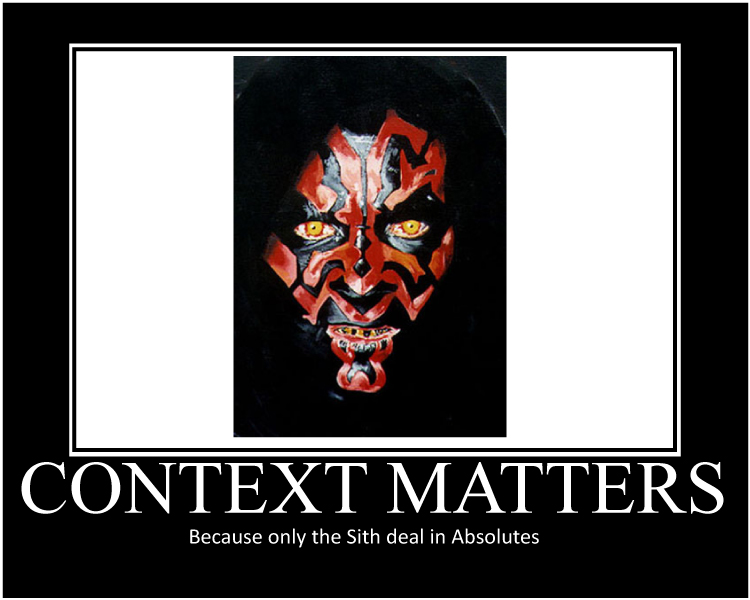 CONTEXT MATTERS
Because only the Sith deal in Absolutes